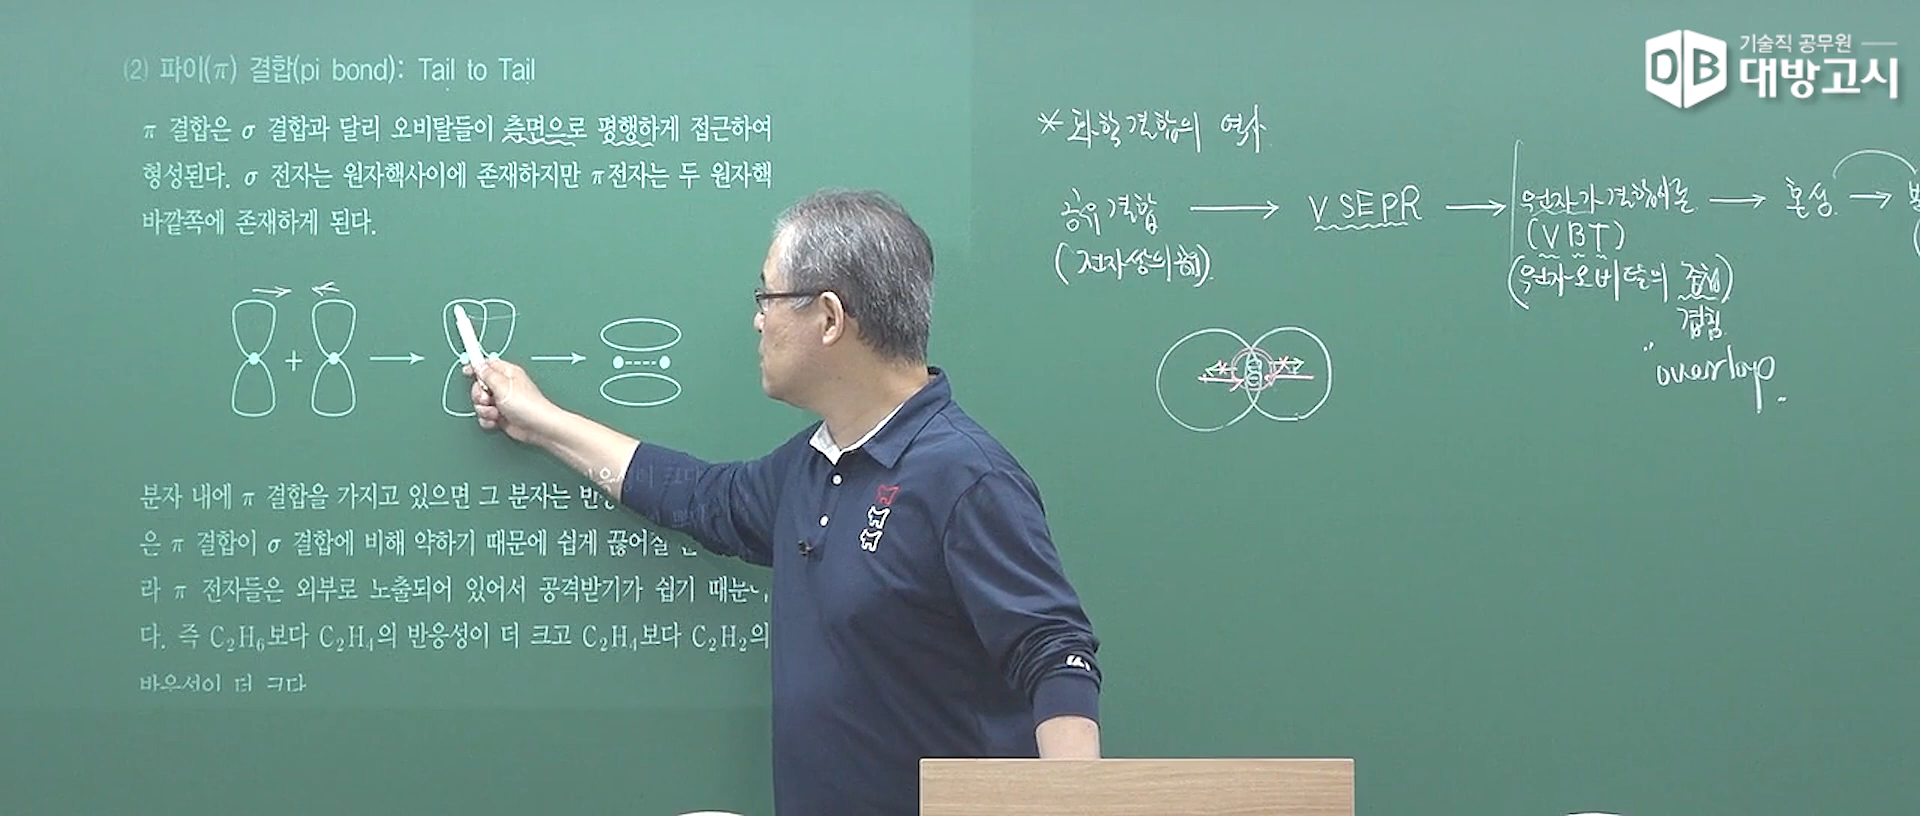 (2) 파이(π) 결합(pi bond): Tail to Tail
π 결합은 σ 결합과 달리 오비탈들이 측면으로 평행하게 접근하여
형성된다. σ 전자는 원자핵사이에 존재하지만 π전자는 두 원자핵
바깥쪽에 존재하게 된다.
분자 내에 π 결합을 가지고 있으면 그 분자는
은 π 결합이 σ 결합에 비해 약하기 때문에 쉽게 끊어질
라 π 전자들은 외부로 노출되어 있어서 공격받기가 쉽기
다. 즉 C₂H₆보다 C₂H₄의 반응성이 더 크고 C₂H₄보다 C₂H₂의
기술직 공무원
DB 대방고시
* 화학결합의 역사
공유결합 → VSEPR → 원자가결합이론 → 혼성 →
(전자쌍의 (VBT)
(원자오비탈의 중첩)
겹침
"overlap"